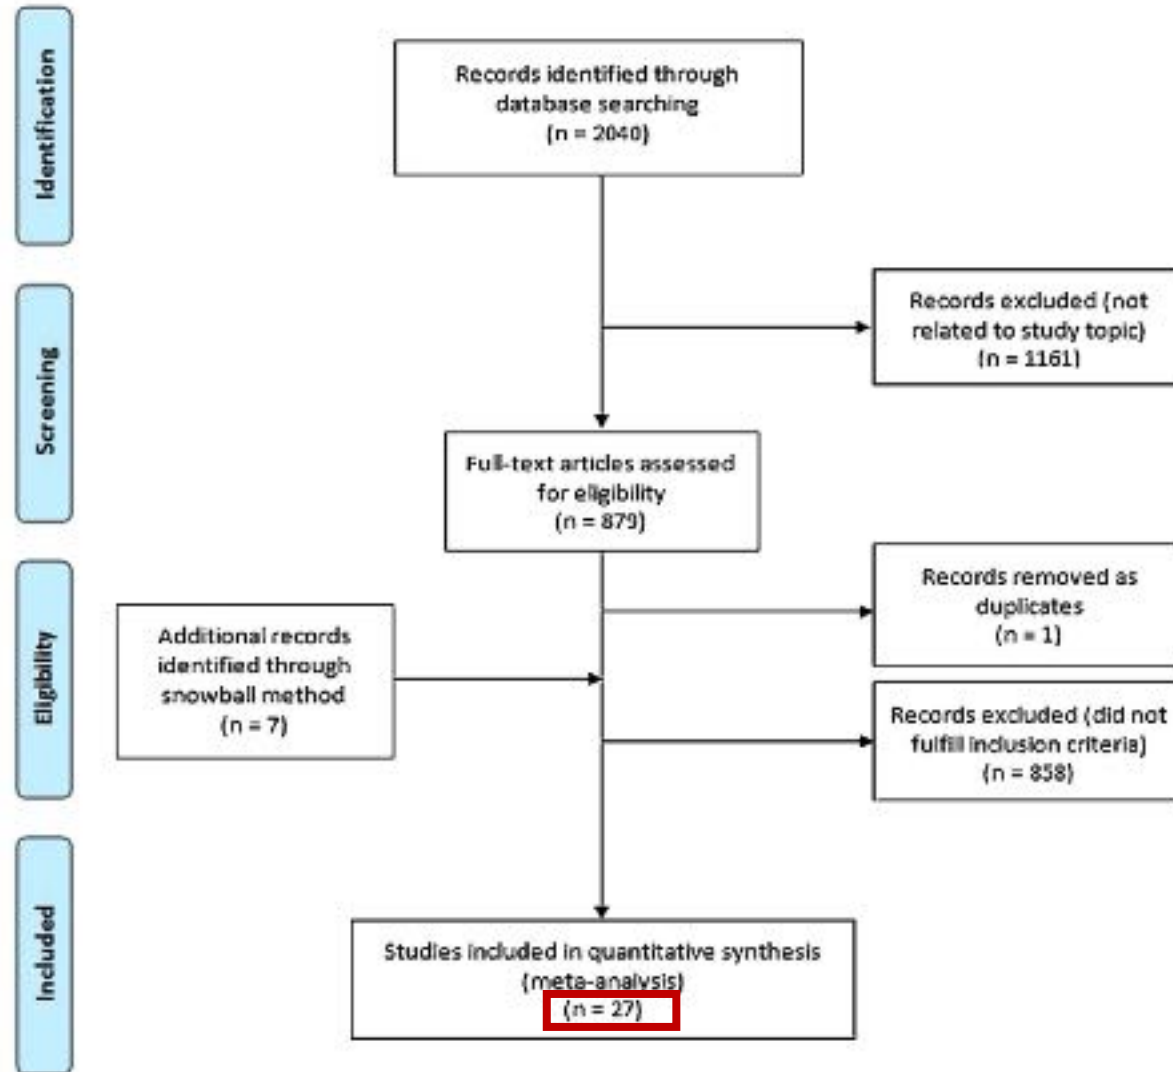 Identification
Records identified through
database searching
(n = 2040)
Screening
Records excluded (not
related to study topic)
(n = 1161)
Full-text articles assessed
for eligibility
(n = 879)
Eligibility
Records removed as
duplicates
(n = 1)
Additional records
identified through
snowball method
(n = 7)
Records excluded (did not
fulfill inclusion criteria)
(n = 858)
Included
Studies included in quantitative synthesis
(meta-analysis)
(n = 27)